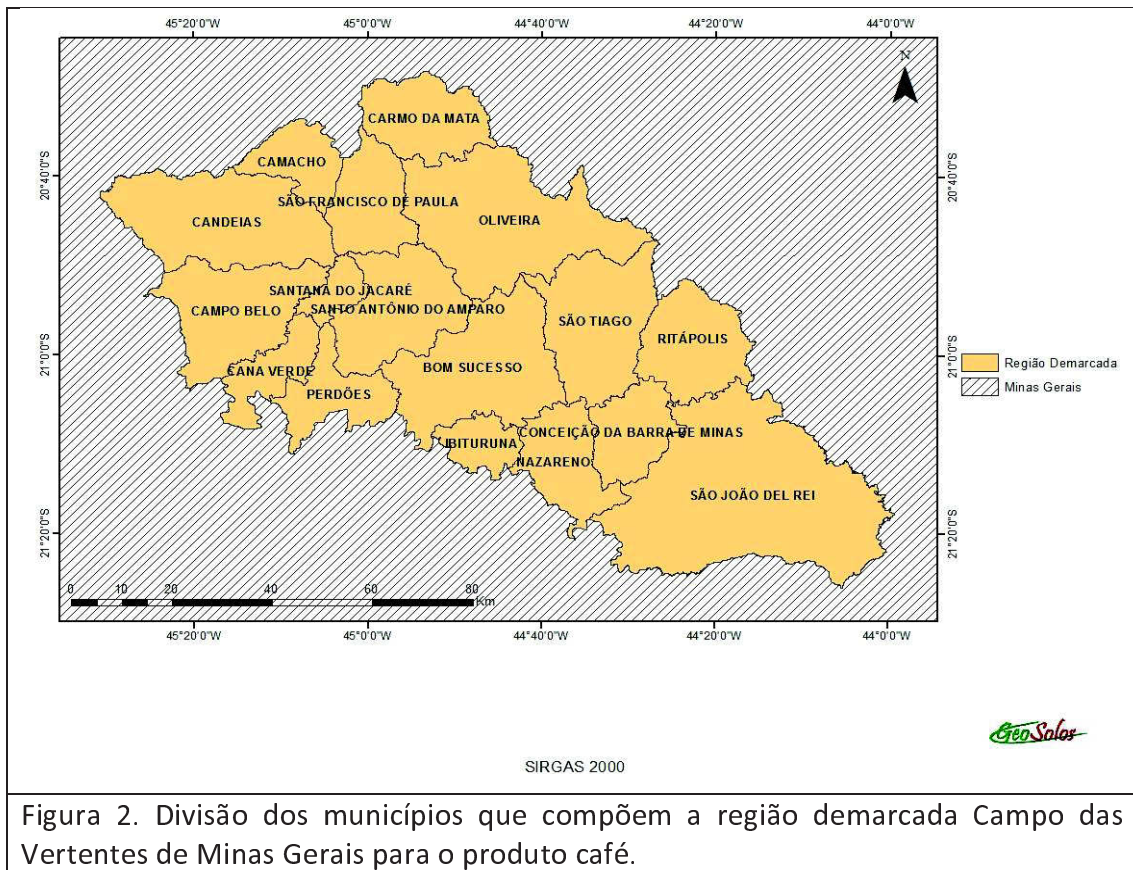 45°20'0"W 45°0'0"W 44°40'0"W 44°20'0"W 44°0'0"W
N
CARMO DA MATA
CAMACHO
20°40'0"S 20°40'0"S
SÃO FRANCISCO DE PAULA
CANDEIAS
OLIVEIRA
SANTANA DO JACARÉ
CAMPO BELO
SANTO ANTÔNIO DO AMPARO
SÃO TIAGO
RITÁPOLIS
21°0'0"S 21°0'0"S
Região Demarcada
CANA VERDE
BOM SUCESSO
Minas Gerais
PERDÕES
CONCEIÇÃO DA BARRA DE MINAS
IBITURUNA
NAZARENO
SÃO JOÃO DEL REI
21°20'0"S 21°20'0"S
0 10 20 40 60 80
Km
45°20'0"W 45°0'0"W 44°40'0"W 44°20'0"W 44°0'0"W
GeoSolos
SIRGAS 2000
Figura 2. Divisão dos municípios que compõem a região demarcada Campo das
Vertentes de Minas Gerais para o produto café.